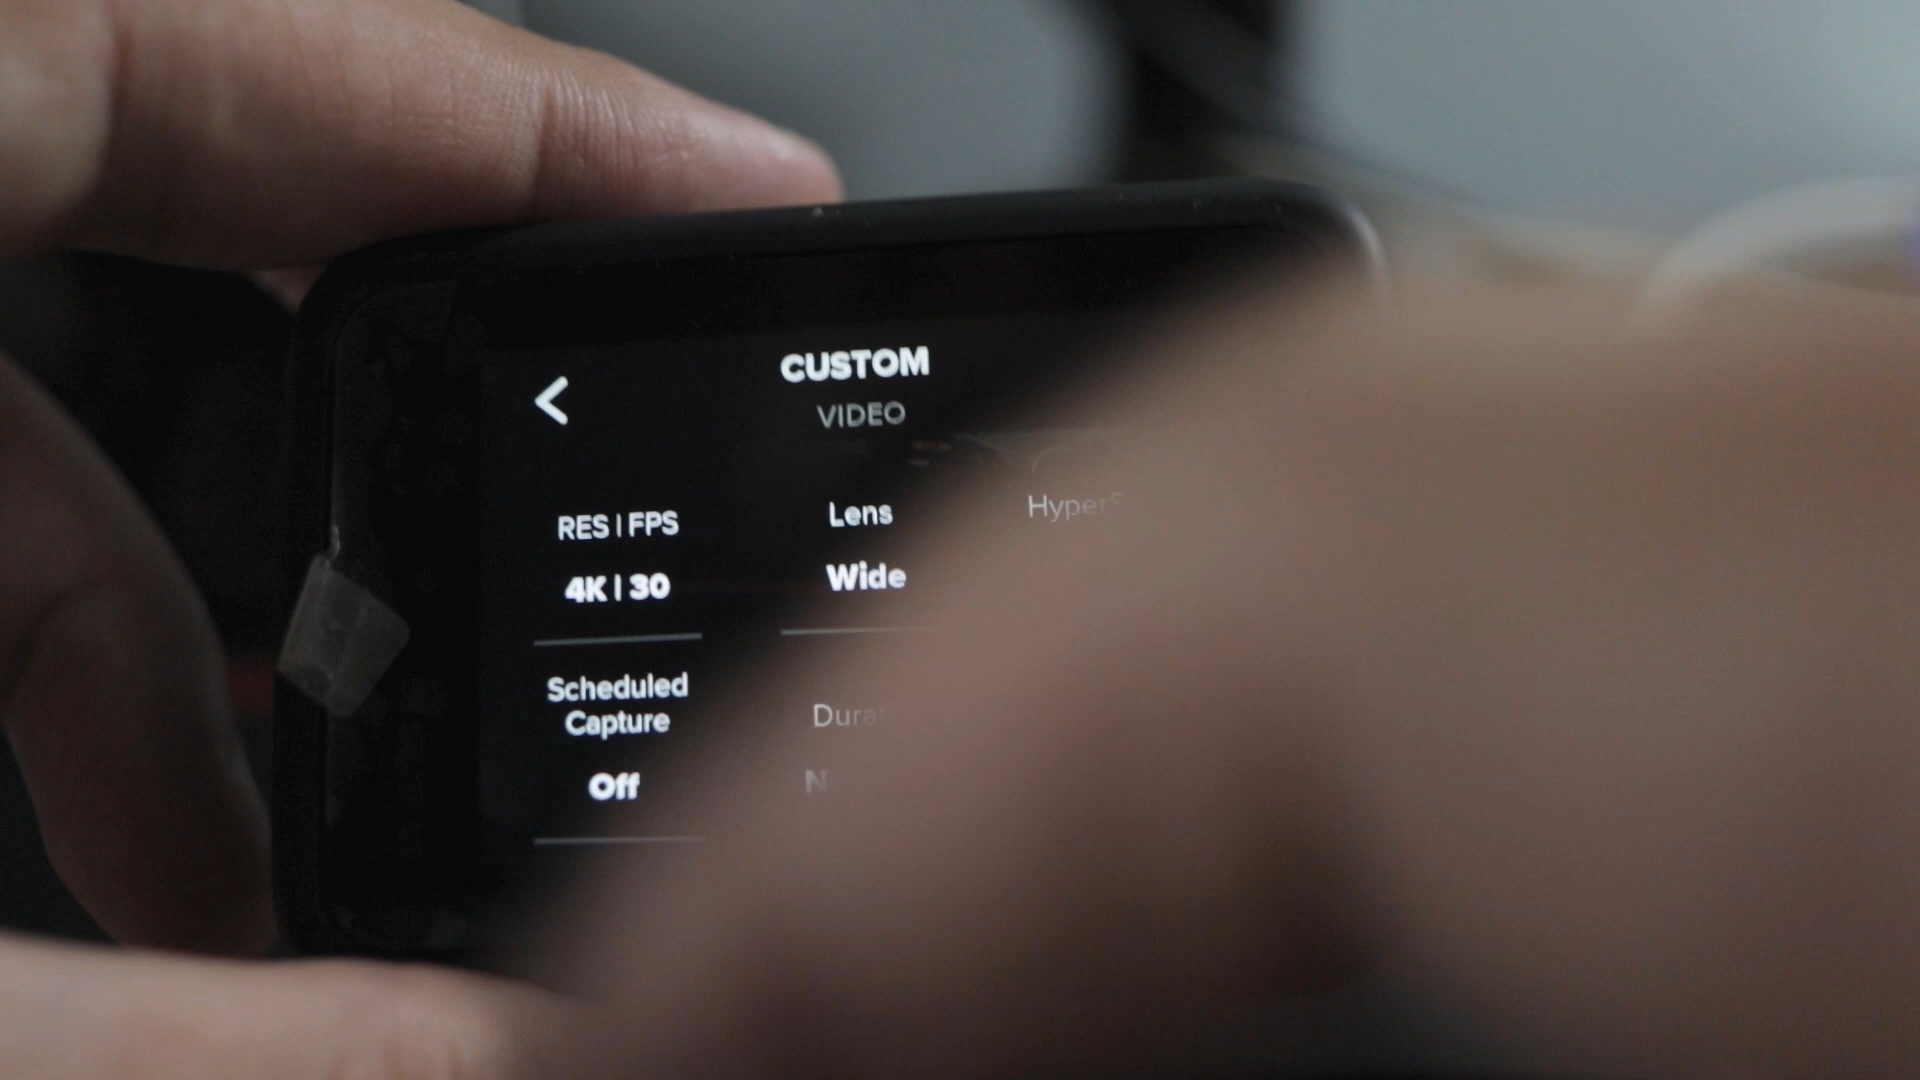 CUSTOM
VIDEO
RES | FPS
Lens
4K | 30
Wide
Scheduled
Capture
Off